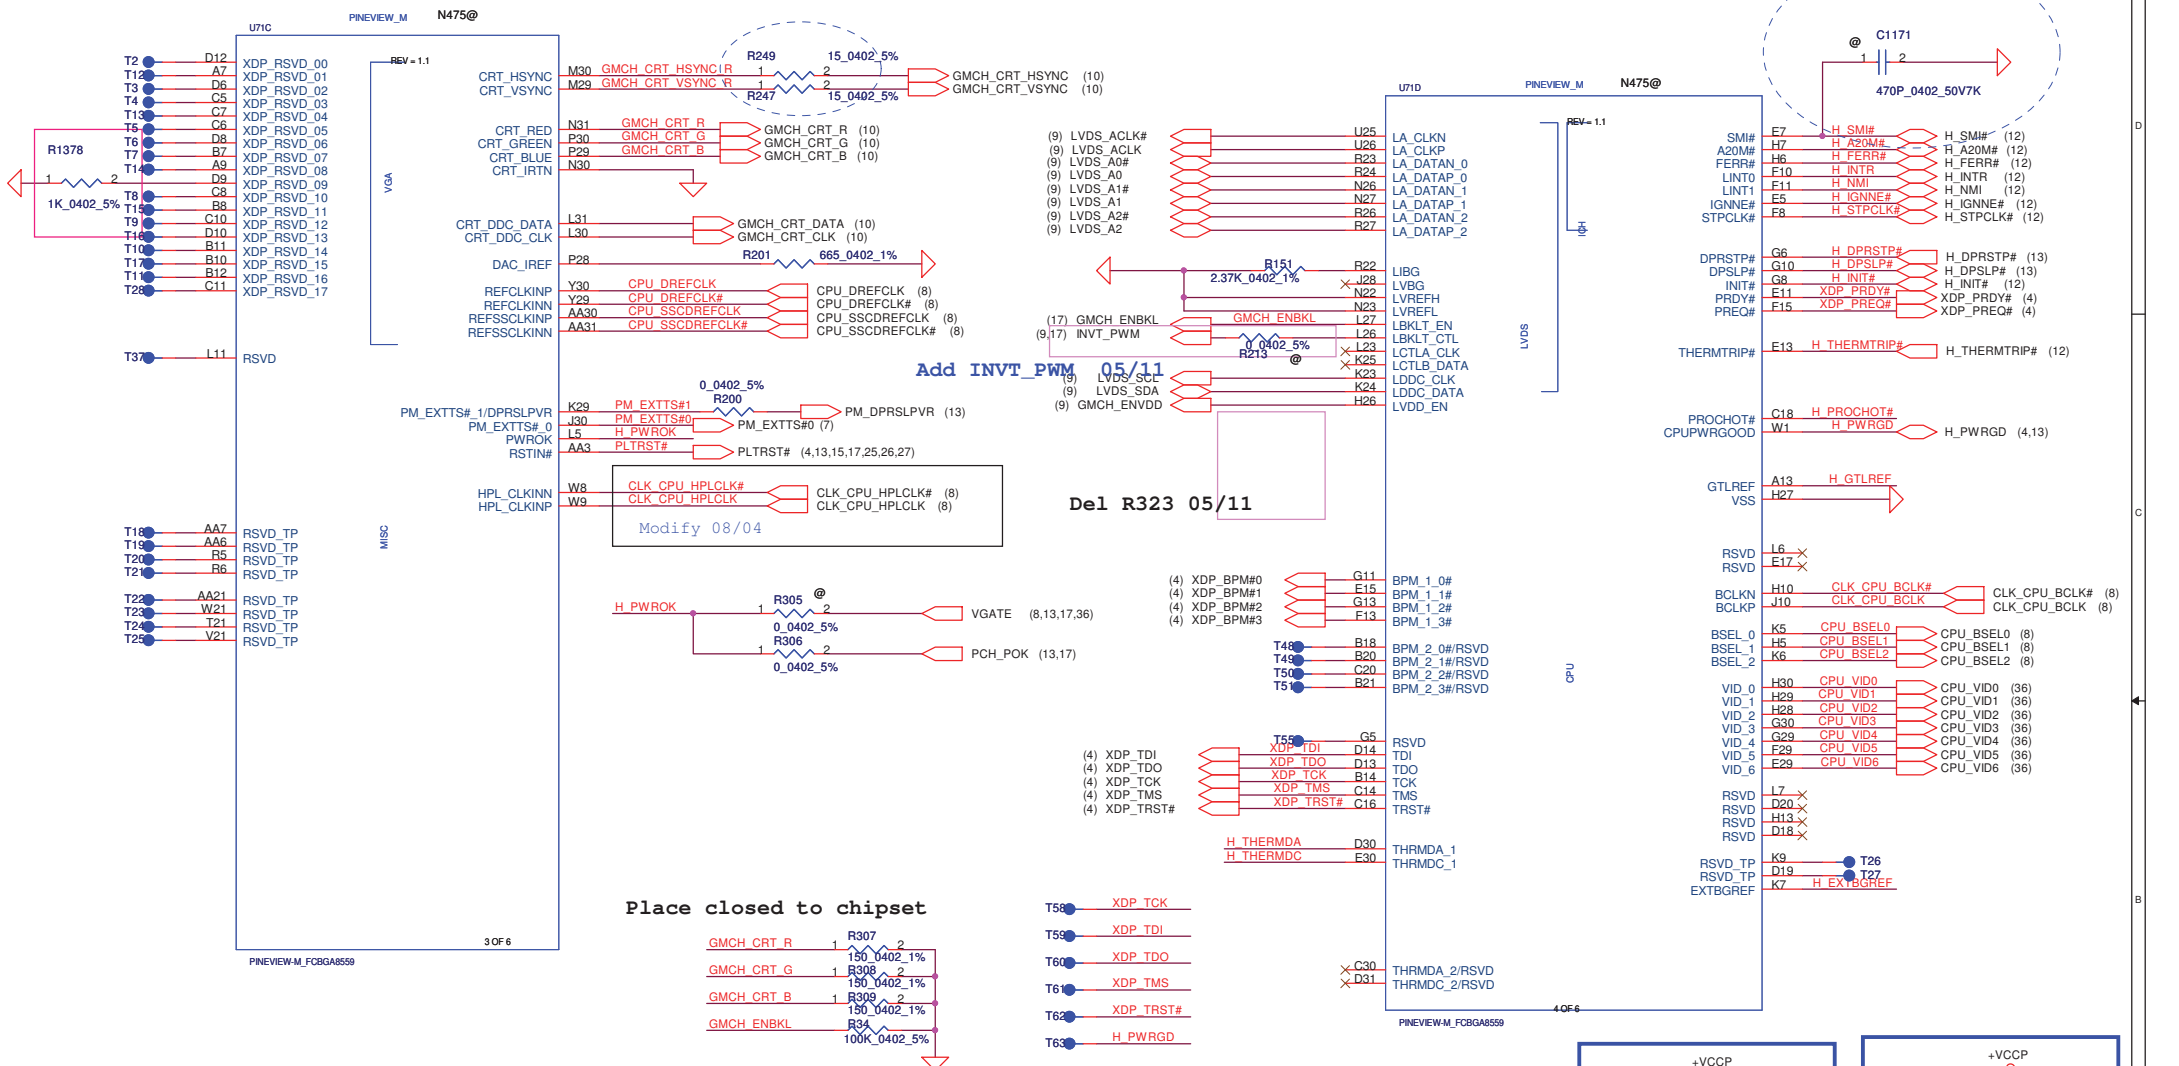 PINEVIEW_M N475@
U71C
REV = 1.1
VGA
MISC
T2 D12 XDP_RSVD_00
T12 A7 XDP_RSVD_01
T3 D6 XDP_RSVD_02
T4 C5 XDP_RSVD_03
T13 C7 XDP_RSVD_04
T5 C6 XDP_RSVD_05
T6 D8 XDP_RSVD_06
T7 B7 XDP_RSVD_07
T14 A9 XDP_RSVD_08
R1378 1 2 1K_0402_5% D9 XDP_RSVD_09
T8 C8 XDP_RSVD_10
T15 B8 XDP_RSVD_11
T9 C10 XDP_RSVD_12
T16 D10 XDP_RSVD_13
T10 B11 XDP_RSVD_14
T17 B10 XDP_RSVD_15
T11 B12 XDP_RSVD_16
T28 C11 XDP_RSVD_17
T37 L11 RSVD
T18 AA7 RSVD_TP
T19 AA6 RSVD_TP
T20 R5 RSVD_TP
T21 R6 RSVD_TP
T22 AA21 RSVD_TP
T23 W21 RSVD_TP
T24 T21 RSVD_TP
T25 V21 RSVD_TP
CRT_HSYNC M30 GMCH_CRT_HSYNC_R R249 1 2 15_0402_5% GMCH_CRT_HSYNC (10)
CRT_VSYNC M29 GMCH_CRT_VSYNC_R R247 1 2 15_0402_5% GMCH_CRT_VSYNC (10)
CRT_RED N31 GMCH_CRT_R GMCH_CRT_R (10)
CRT_GREEN P30 GMCH_CRT_G GMCH_CRT_G (10)
CRT_BLUE P29 GMCH_CRT_B GMCH_CRT_B (10)
CRT_IRTN N30
CRT_DDC_DATA L31 GMCH_CRT_DATA (10)
CRT_DDC_CLK L30 GMCH_CRT_CLK (10)
DAC_IREF P28 R201 665_0402_1%
REFCLKINP Y30 CPU_DREFCLK CPU_DREFCLK (8)
REFCLKINN Y29 CPU_DREFCLK# CPU_DREFCLK# (8)
REFSSCLKINP AA30 CPU_SSCDREFCLK CPU_SSCDREFCLK (8)
REFSSCLKINN AA31 CPU_SSCDREFCLK# CPU_SSCDREFCLK# (8)
0_0402_5%
R200
PM_EXTTS#_1/DPRSLPVR K29 PM_EXTTS#1 PM_DPRSLPVR (13)
PM_EXTTS#_0 J30 PM_EXTTS#0 PM_EXTTS#0 (7)
PWROK L5 H_PWROK
RSTIN# AA3 PLTRST# PLTRST# (4,13,15,17,25,26,27)
HPL_CLKINN W8 CLK_CPU_HPLCLK# CLK_CPU_HPLCLK# (8)
HPL_CLKINP W9 CLK_CPU_HPLCLK CLK_CPU_HPLCLK (8)
Modify 08/04
H_PWROK R305 @ 1 2 0_0402_5% VGATE (8,13,17,36)
R306 1 2 0_0402_5% PCH_POK (13,17)
3 OF 6
PINEVIEW-M_FCBGA8559
Place closed to chipset
GMCH_CRT_R 1 R307 2 150_0402_1%
GMCH_CRT_G 1 R308 2 150_0402_1%
GMCH_CRT_B 1 R309 2 150_0402_1%
GMCH_ENBKL R34 100K_0402_5%
PINEVIEW_M N475@
U71D
REV = 1.1
ICH
LVDS
CPU
(9) LVDS_ACLK# U25 LA_CLKN
(9) LVDS_ACLK U26 LA_CLKP
(9) LVDS_A0# R23 LA_DATAN_0
(9) LVDS_A0 R24 LA_DATAP_0
(9) LVDS_A1# N26 LA_DATAN_1
(9) LVDS_A1 N27 LA_DATAP_1
(9) LVDS_A2# R26 LA_DATAN_2
(9) LVDS_A2 R27 LA_DATAP_2
R151 2.37K_0402_1% R22 LIBG
J28 LVBG
N22 LVREFH
N23 LVREFL
(17) GMCH_ENBKL GMCH_ENBKL L27 LBKLT_EN
(9,17) INVT_PWM 0_0402_5% R213 @ L26 LBKLT_CTL
L23 LCTLA_CLK
K25 LCTLB_DATA
Add INVT_PWM 05/11
(9) LVDS_SCL K23 LDDC_CLK
(9) LVDS_SDA K24 LDDC_DATA
(9) GMCH_ENVDD H26 LVDD_EN
Del R323 05/11
(4) XDP_BPM#0 G11 BPM_1_0#
(4) XDP_BPM#1 E15 BPM_1_1#
(4) XDP_BPM#2 G13 BPM_1_2#
(4) XDP_BPM#3 F13 BPM_1_3#
T48 B18 BPM_2_0#/RSVD
T49 B20 BPM_2_1#/RSVD
T50 C20 BPM_2_2#/RSVD
T51 B21 BPM_2_3#/RSVD
T55 G5 RSVD
(4) XDP_TDI XDP_TDI D14 TDI
(4) XDP_TDO XDP_TDO D13 TDO
(4) XDP_TCK XDP_TCK B14 TCK
(4) XDP_TMS XDP_TMS C14 TMS
(4) XDP_TRST# XDP_TRST# C16 TRST#
H_THERMDA D30 THRMDA_1
H_THERMDC E30 THRMDC_1
C30 THRMDA_2/RSVD
D31 THRMDC_2/RSVD
T58 XDP_TCK
T59 XDP_TDI
T60 XDP_TDO
T61 XDP_TMS
T62 XDP_TRST#
T63 H_PWRGD
@ C1171 1 2 470P_0402_50V7K
SMI# E7 H_SMI# H_SMI# (12)
A20M# H7 H_A20M# H_A20M# (12)
FERR# H6 H_FERR# H_FERR# (12)
LINT0 F10 H_INTR H_INTR (12)
LINT1 F11 H_NMI H_NMI (12)
IGNNE# E5 H_IGNNE# H_IGNNE# (12)
STPCLK# F8 H_STPCLK# H_STPCLK# (12)
DPRSTP# G6 H_DPRSTP# H_DPRSTP# (13)
DPSLP# G10 H_DPSLP# H_DPSLP# (13)
INIT# G8 H_INIT# H_INIT# (12)
PRDY# E11 XDP_PRDY# XDP_PRDY# (4)
PREQ# F15 XDP_PREQ# XDP_PREQ# (4)
THERMTRIP# E13 H_THERMTRIP# H_THERMTRIP# (12)
PROCHOT# C18 H_PROCHOT#
CPUPWRGOOD W1 H_PWRGD H_PWRGD (4,13)
GTLREF A13 H_GTLREF
VSS H27
RSVD L6
RSVD E17
BCLKN H10 CLK_CPU_BCLK# CLK_CPU_BCLK# (8)
BCLKP J10 CLK_CPU_BCLK CLK_CPU_BCLK (8)
BSEL_0 K5 CPU_BSEL0 CPU_BSEL0 (8)
BSEL_1 H5 CPU_BSEL1 CPU_BSEL1 (8)
BSEL_2 K6 CPU_BSEL2 CPU_BSEL2 (8)
VID_0 H30 CPU_VID0 CPU_VID0 (36)
VID_1 H29 CPU_VID1 CPU_VID1 (36)
VID_2 H28 CPU_VID2 CPU_VID2 (36)
VID_3 G30 CPU_VID3 CPU_VID3 (36)
VID_4 G29 CPU_VID4 CPU_VID4 (36)
VID_5 F29 CPU_VID5 CPU_VID5 (36)
VID_6 E29 CPU_VID6 CPU_VID6 (36)
RSVD L7
RSVD D20
RSVD H13
RSVD D18
RSVD_TP K9 T26
RSVD_TP D19 T27
EXTBGREF K7 H_EXTBGREF
4 OF 6
PINEVIEW-M_FCBGA8559
+VCCP
+VCCP
D
C
B